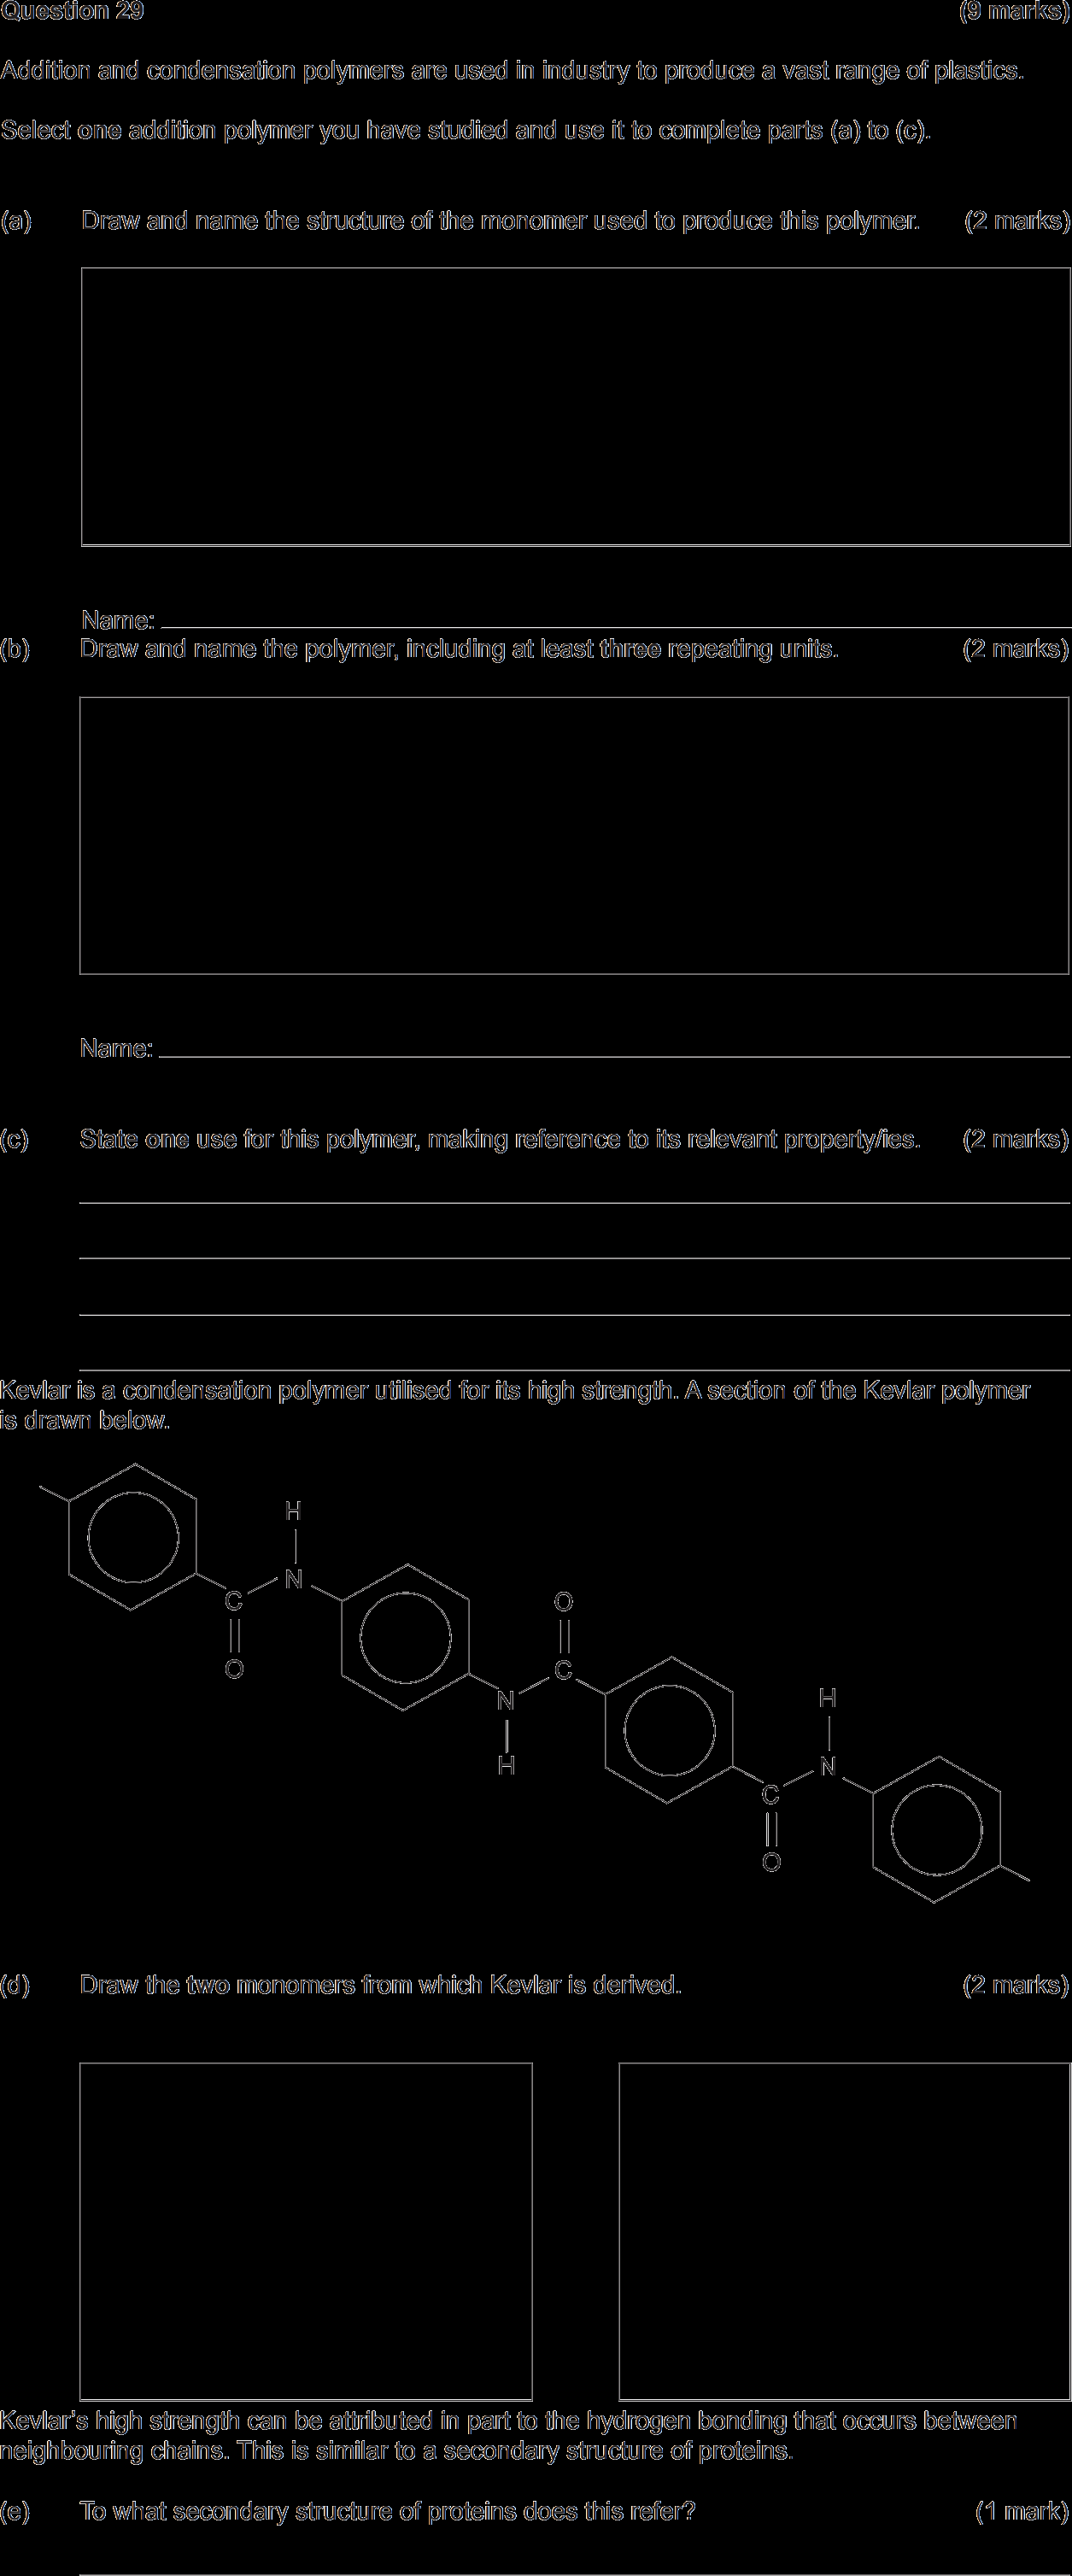 Question 29 (9 marks)
Addition and condensation polymers are used in industry to produce a vast range of plastics.
Select one addition polymer you have studied and use it to complete parts (a) to (c).
(a) Draw and name the structure of the monomer used to produce this polymer. (2 marks)
Name:
(b) Draw and name the polymer, including at least three repeating units. (2 marks)
Name:
(c) State one use for this polymer, making reference to its relevant property/ies. (2 marks)
Kevlar is a condensation polymer utilised for its high strength. A section of the Kevlar polymer
is drawn below.
H
N
C
O
O
C
N
H
H
N
C
O
(d) Draw the two monomers from which Kevlar is derived. (2 marks)
Kevlar's high strength can be attributed in part to the hydrogen bonding that occurs between
neighbouring chains. This is similar to a secondary structure of proteins.
(e) To what secondary structure of proteins does this refer? (1 mark)